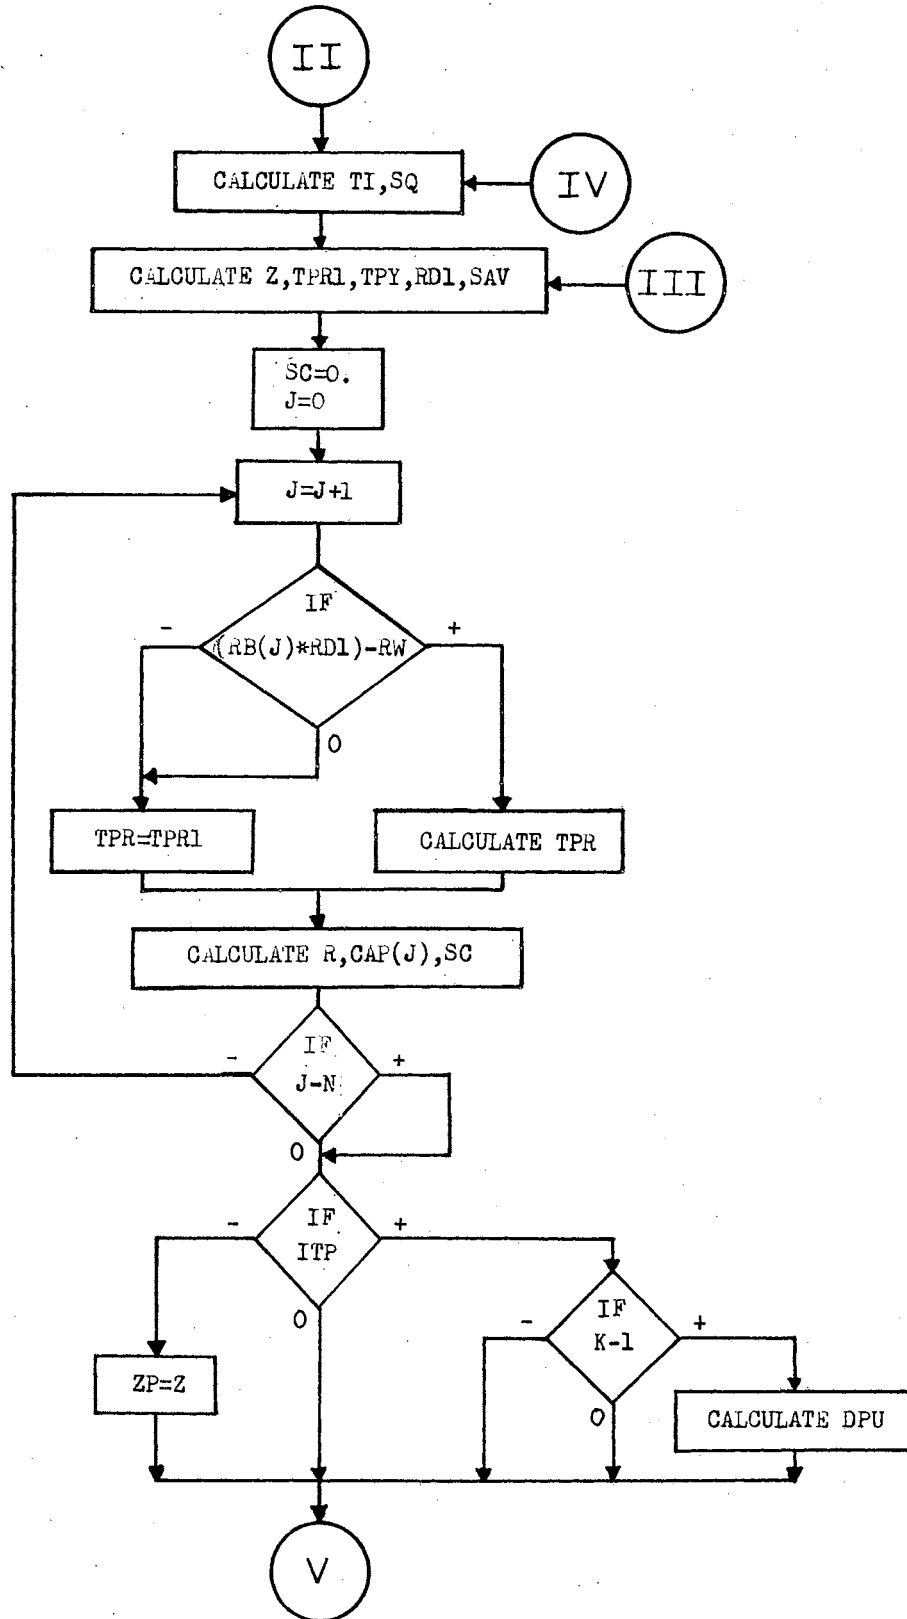 II
CALCULATE TI,SQ
IV
CALCULATE Z,TPR1,TPY,RD1,SAV
III
SC=0.
J=0
J=J+1
IF
(RB(J)*RD1)-RW
-
+
0
TPR=TPR1
CALCULATE TPR
CALCULATE R,CAP(J),SC
IF
J-N
-
+
0
IF
ITP
-
+
0
IF
K-1
-
+
0
ZP=Z
CALCULATE DPU
V